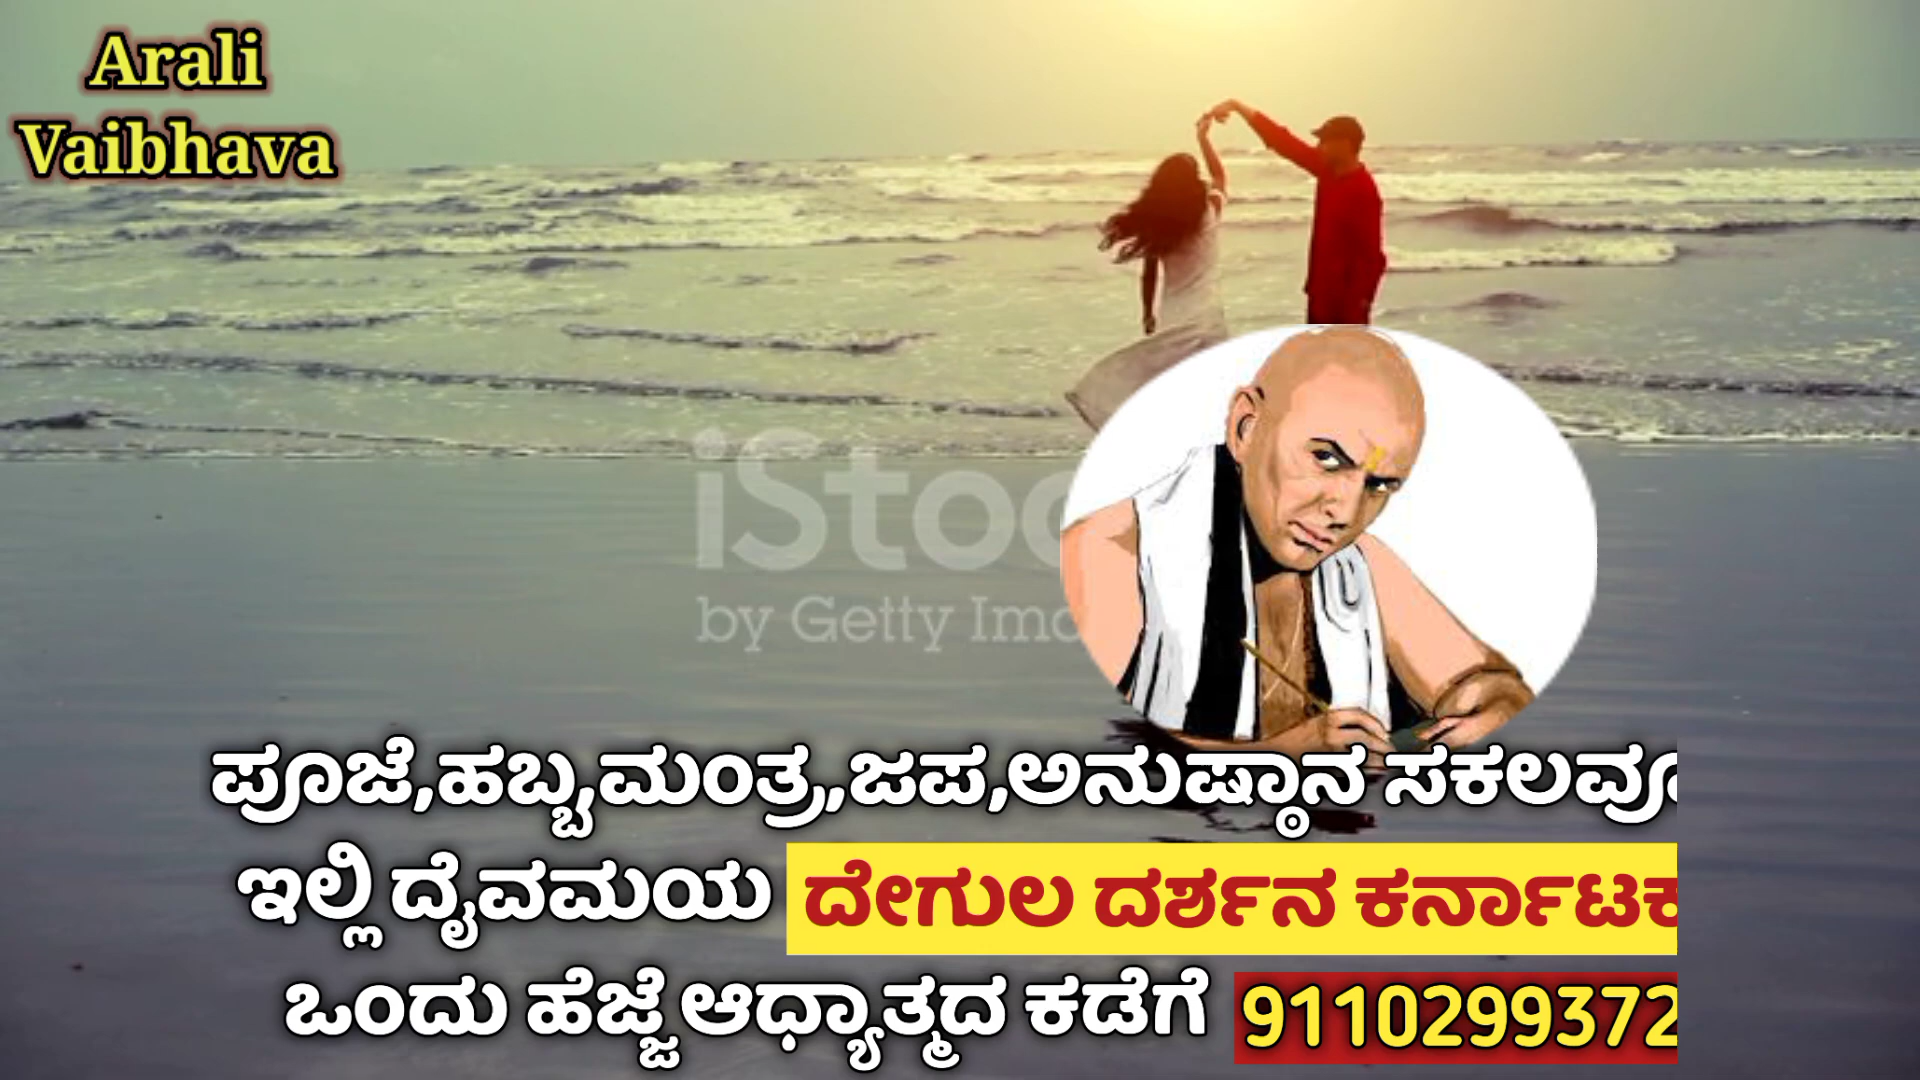 Arali
Vaibhava
iStoc
by Getty Ima
ಪೂಜೆ,ಹಬ್ಬ,ಮಂತ್ರ,ಜಪ,ಅನುಷ್ಠಾನ ಸಕಲವೂ
ಇಲ್ಲಿ ದೈವಮಯ ದೇಗುಲ ದರ್ಶನ ಕರ್ನಾಟಕ
ಒಂದು ಹೆಜ್ಜೆ ಆಧ್ಯಾತ್ಮದ ಕಡೆಗೆ 9110299372